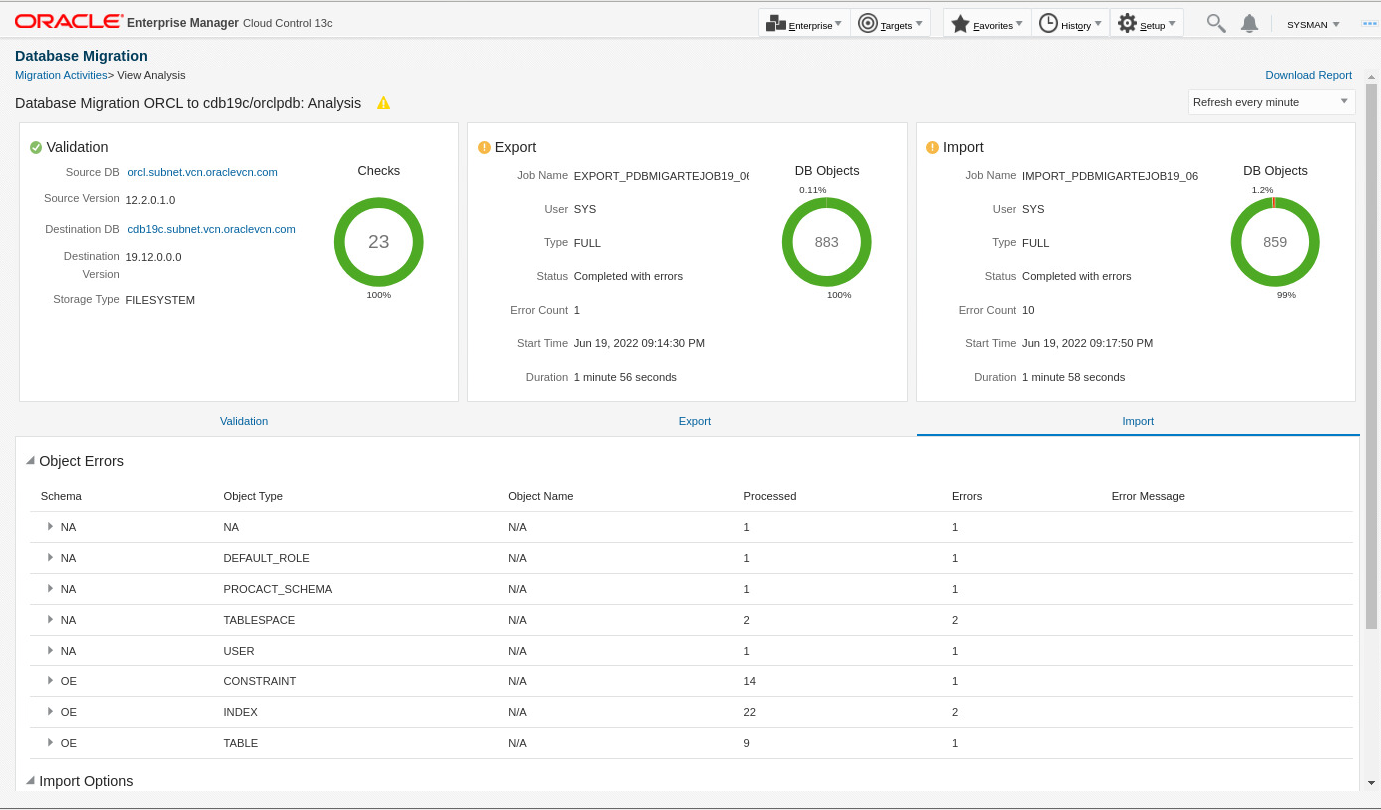 ORACLE Enterprise Manager Cloud Control 13c
Enterprise Targets Favorites History Setup SYSMAN
Database Migration
Migration Activities> View Analysis
Download Report
Database Migration ORCL to cdb19c/orclpdb: Analysis
Refresh every minute
Validation
Source DB orcl.subnet.vcn.oraclevcn.com
Source Version 12.2.0.1.0
Destination DB cdb19c.subnet.vcn.oraclevcn.com
Destination Version 19.12.0.0.0
Storage Type FILESYSTEM
Checks
23
100%
Export
Job Name EXPORT_PDBMIGARTEJOB19_06
User SYS
Type FULL
Status Completed with errors
Error Count 1
Start Time Jun 19, 2022 09:14:30 PM
Duration 1 minute 56 seconds
DB Objects
0.11%
883
100%
Import
Job Name IMPORT_PDBMIGARTEJOB19_06
User SYS
Type FULL
Status Completed with errors
Error Count 10
Start Time Jun 19, 2022 09:17:50 PM
Duration 1 minute 58 seconds
DB Objects
1.2%
859
99%
Validation Export Import
Object Errors
Schema Object Type Object Name Processed Errors Error Message
NA NA N/A 1 1
NA DEFAULT_ROLE N/A 1 1
NA PROCACT_SCHEMA N/A 1 1
NA TABLESPACE N/A 2 2
NA USER N/A 1 1
OE CONSTRAINT N/A 14 1
OE INDEX N/A 22 2
OE TABLE N/A 9 1
Import Options